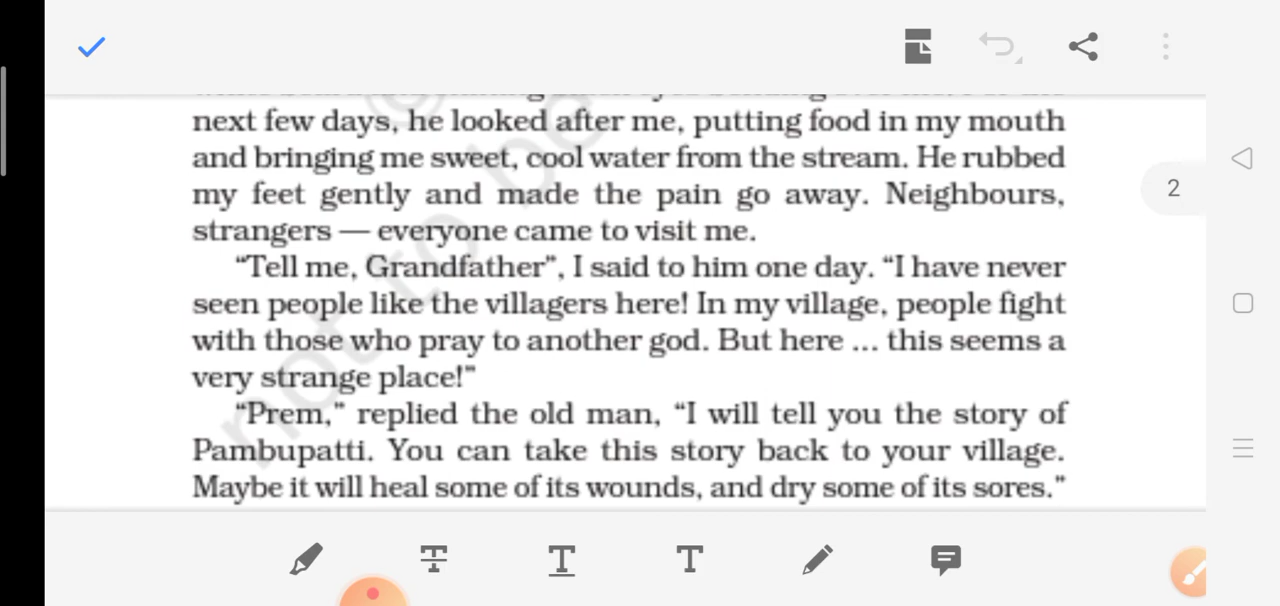 next few days, he looked after me, putting food in my mouth
and bringing me sweet, cool water from the stream. He rubbed
my feet gently and made the pain go away. Neighbours,
strangers — everyone came to visit me.
“Tell me, Grandfather”, I said to him one day. “I have never
seen people like the villagers here! In my village, people fight
with those who pray to another god. But here ... this seems a
very strange place!”
“Prem,” replied the old man, “I will tell you the story of
Pambupatti. You can take this story back to your village.
Maybe it will heal some of its wounds, and dry some of its sores.”
2
not to be
©
T
T
T